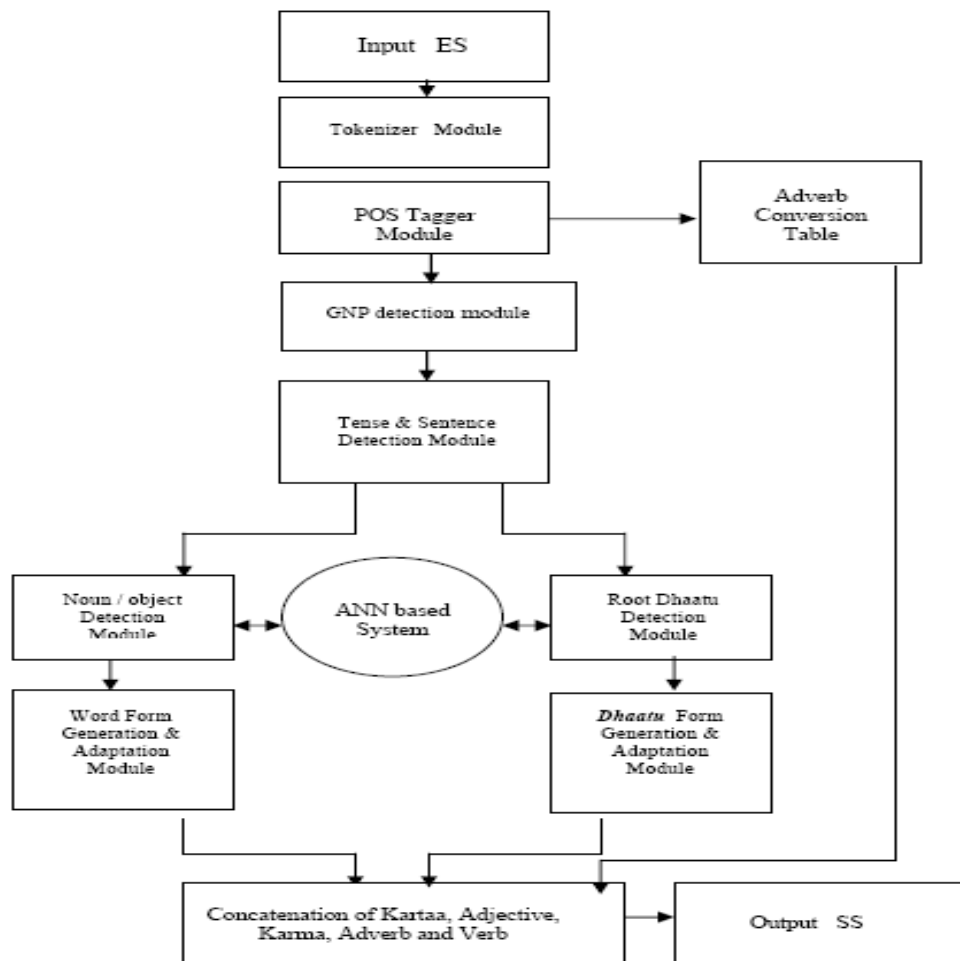 Input ES
Tokenizer Module
POS Tagger
Module
Adverb
Conversion
Table
GNP detection module
Tense & Sentence
Detection Module
Noun / object
Detection
Module
ANN based
System
Root Dhaatu
Detection
Module
Word Form
Generation &
Adaptation
Module
Dhaatu Form
Generation &
Adaptation
Module
Concatenation of Kartaa, Adjective,
Karma, Adverb and Verb
Output SS